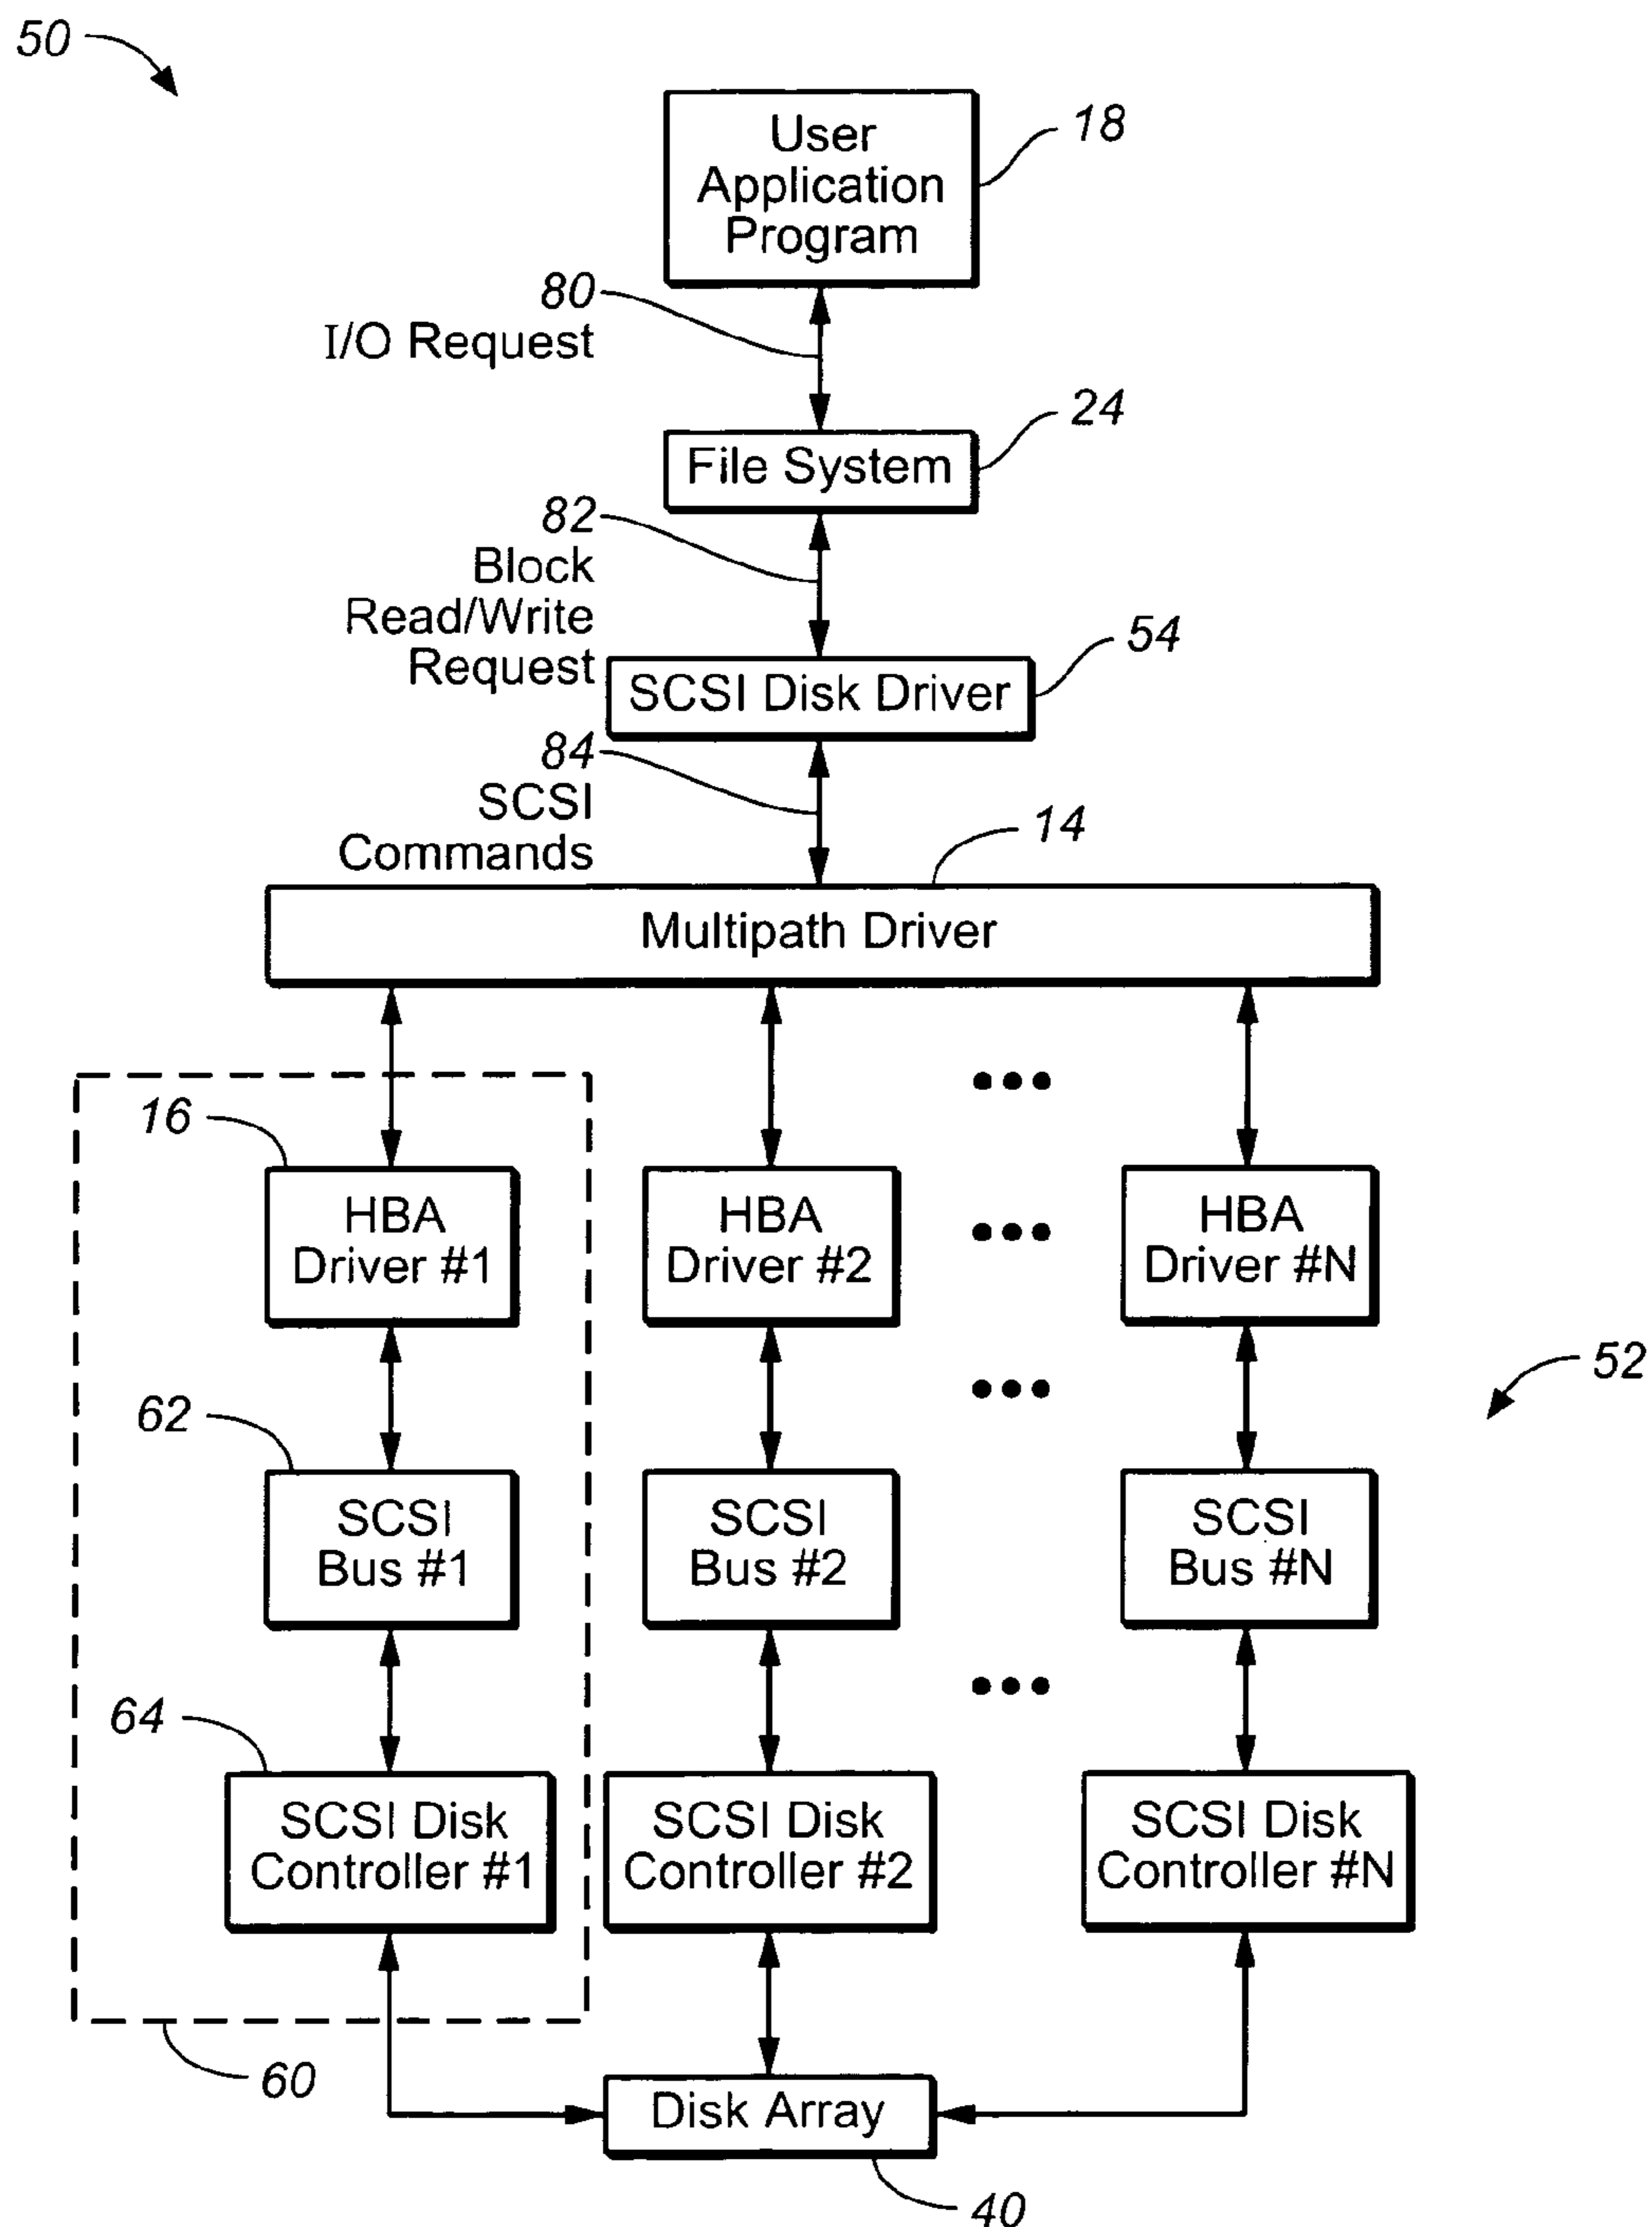 50
User
Application
Program
18
80
I/O Request
File System
24
82
Block
Read/Write
Request
SCSI Disk Driver
54
84
SCSI
Commands
14
Multipath Driver
16
HBA
Driver #1
HBA
Driver #2
HBA
Driver #N
52
62
SCSI
Bus #1
SCSI
Bus #2
SCSI
Bus #N
64
SCSI Disk
Controller #1
SCSI Disk
Controller #2
SCSI Disk
Controller #N
60
Disk Array
40